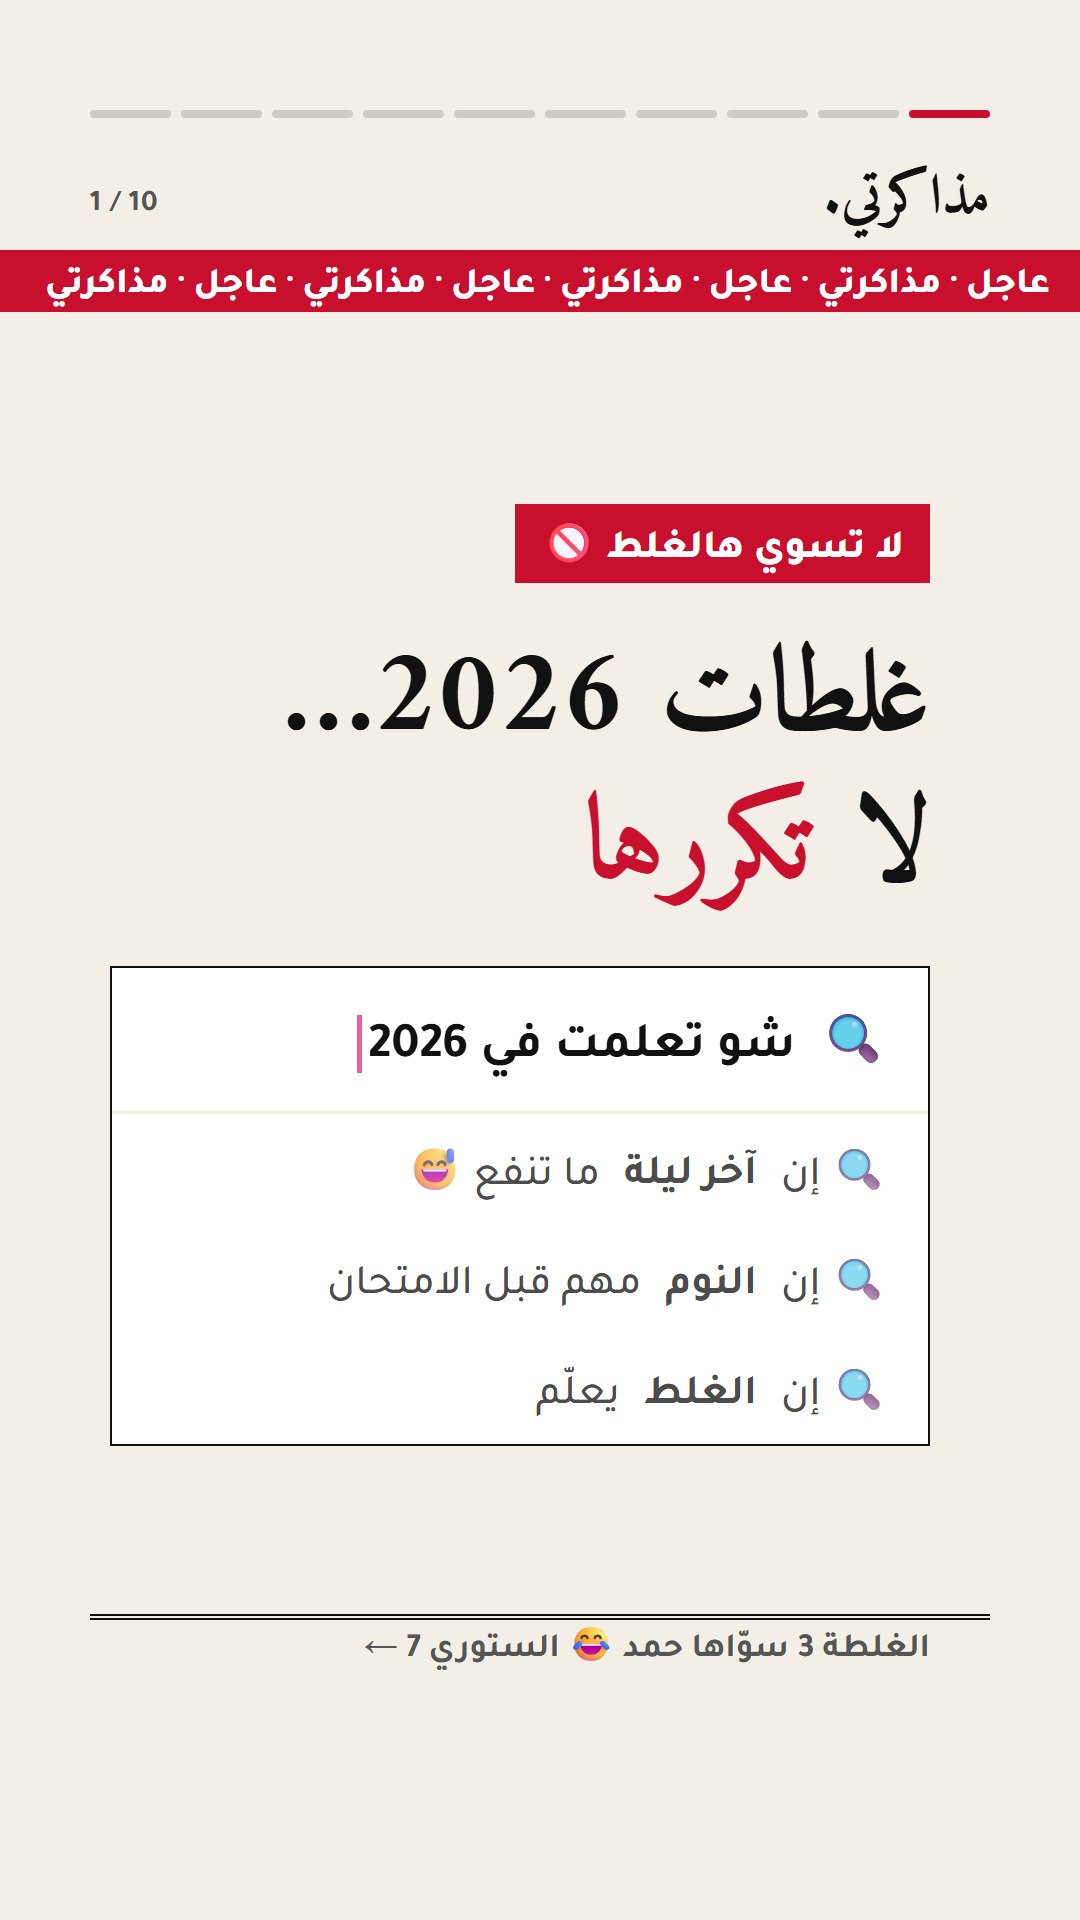 مذاكرتي.
1 / 10
عاجل · مذاكرتي · عاجل · مذاكرتي · عاجل · مذاكرتي · عاجل · مذاكرتي
لا تسوي هالغلط 🚫
غلطات 2026...
لا تكررها
🔍 شو تعلمت في 2026
🔍 إن آخر ليلة ما تنفع 😅
🔍 إن النوم مهم قبل الامتحان
🔍 إن الغلط يعلّم
الغلطة 3 سوّاها حمد 😂 الستوري 7 ←